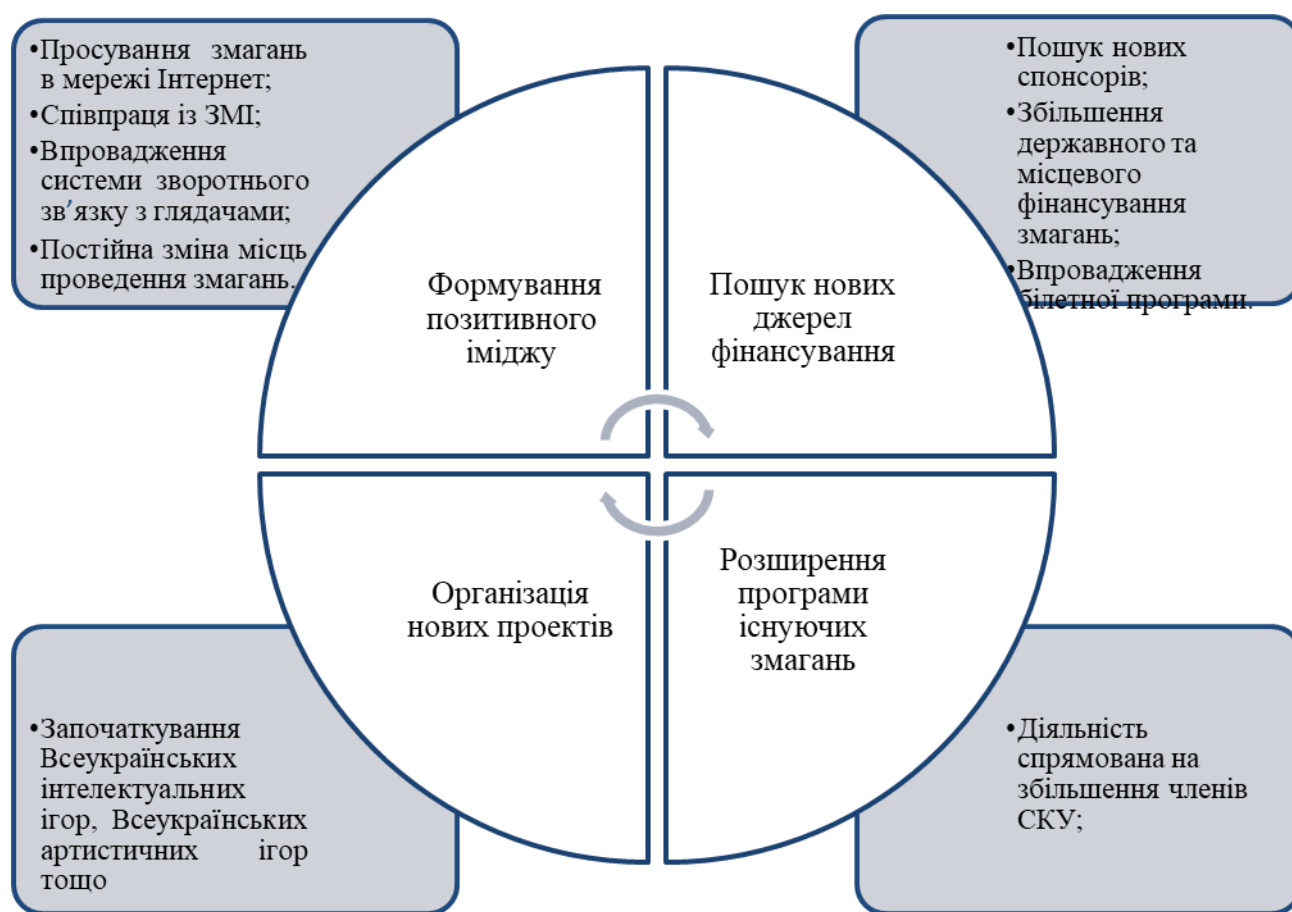 •Просування змагань
в мережі Інтернет;
•Співпраця із ЗМІ;
•Впровадження
системи зворотнього
зв’язку з глядачами;
•Постійна зміна місць
проведення змагань.
•Пошук нових
спонсорів;
•Збільшення
державного та
місцевого
фінансування
змагань;
•Впровадження
білетної програми.
Формування
позитивного
іміджу
Пошук нових
джерел
фінансування
Організація
нових проектів
Розширення
програми
існуючих
змагань
•Започаткування
Всеукраїнських
інтелектуальних
ігор, Всеукраїнських
артистичних ігор
тощо
•Діяльність
спрямована на
збільшення членів
СКУ;